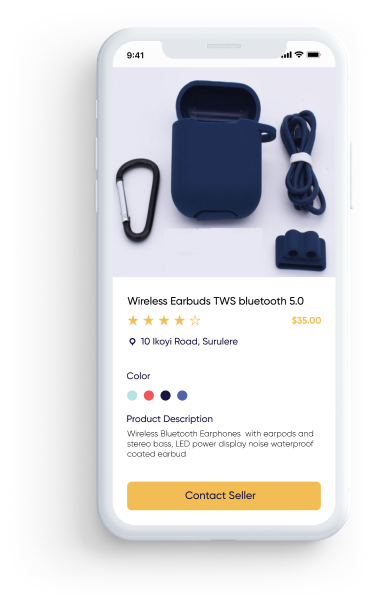 9:41
Wireless Earbuds TWS bluetooth 5.0
$35.00
10 Ikoyi Road, Surulere
Color
Product Description
Wireless Bluetooth Earphones with earpods and
stereo bass, LED power display noise waterproof
coated earbud
Contact Seller